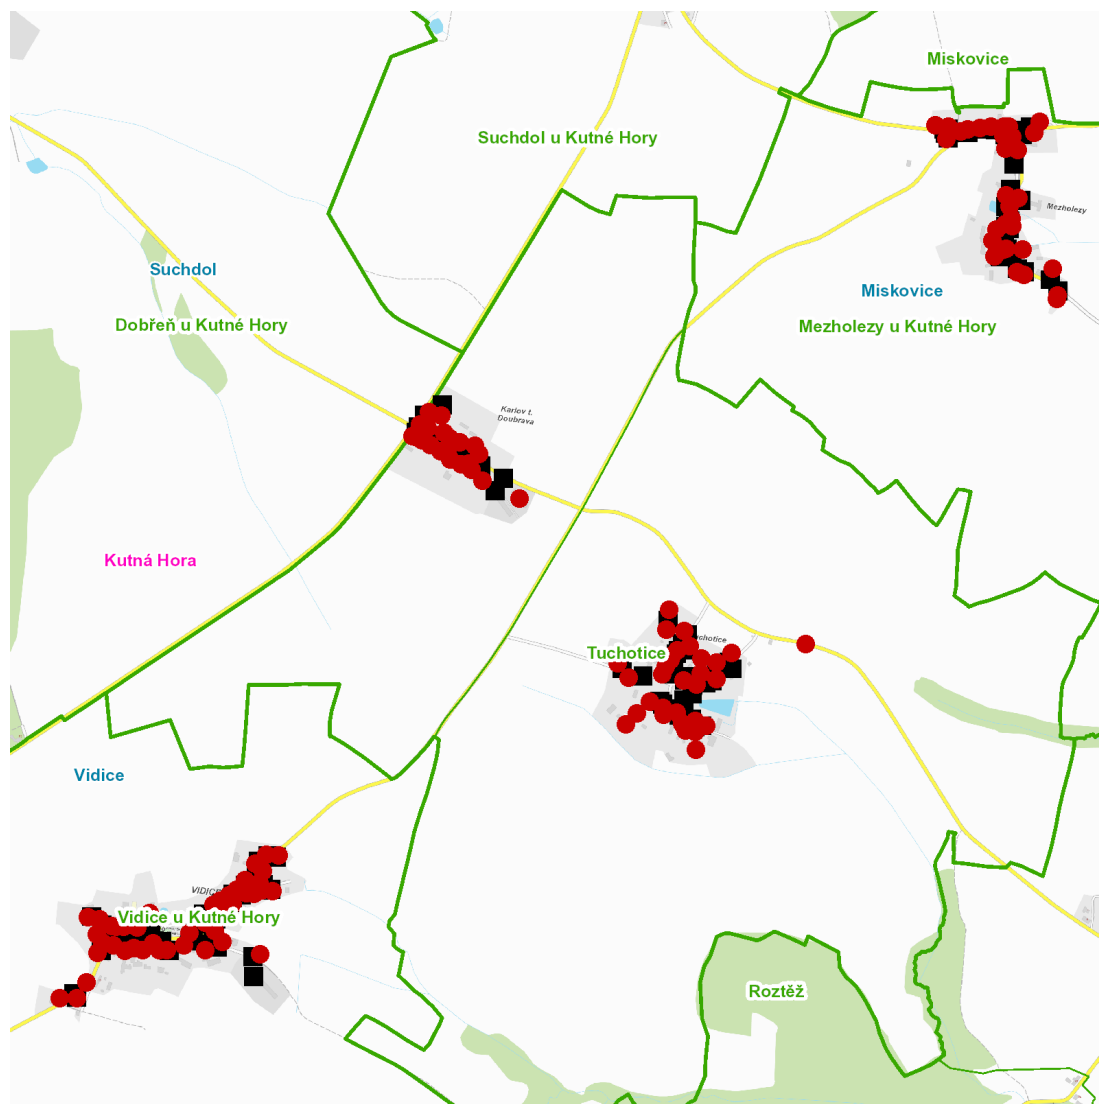 Miskovice
Suchdol u Kutné Hory
Mezholezy
Suchdol
Miskovice
Dobřeň u Kutné Hory
Mezholezy u Kutné Hory
Karlov t.
Doubrava
Kutná Hora
Tuchotice
Vidice
VIDICE
Vidice u Kutné Hory
Roztěž